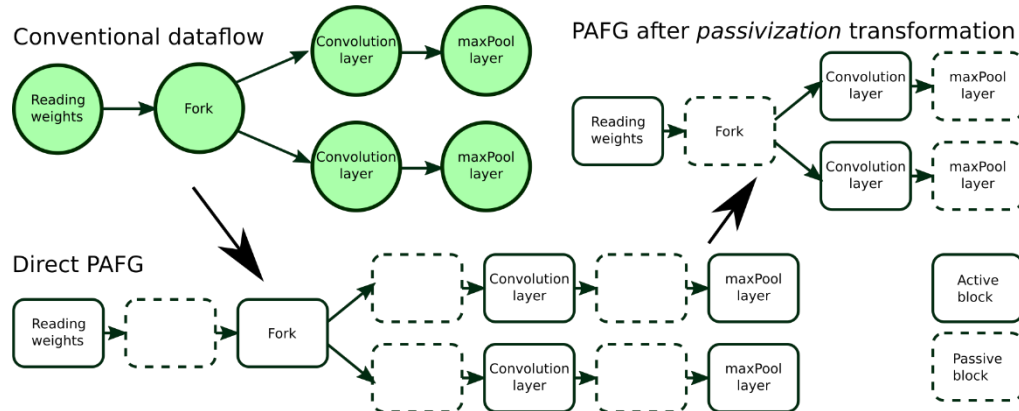 Conventional dataflow
Reading
weights
Fork
Convolution
layer
maxPool
layer
Convolution
layer
maxPool
layer
PAFG after passivization transformation
Reading
weights
Fork
Convolution
layer
maxPool
layer
Convolution
layer
maxPool
layer
Direct PAFG
Reading
weights
Fork
Convolution
layer
maxPool
layer
Convolution
layer
maxPool
layer
Active
block
Passive
block